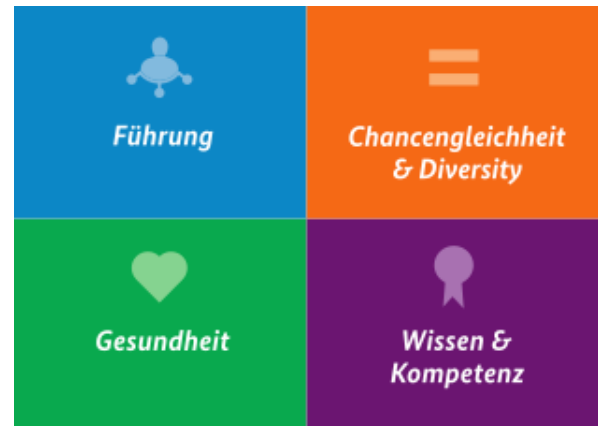 Führung
Chancengleichheit
& Diversity
Gesundheit
Wissen &
Kompetenz